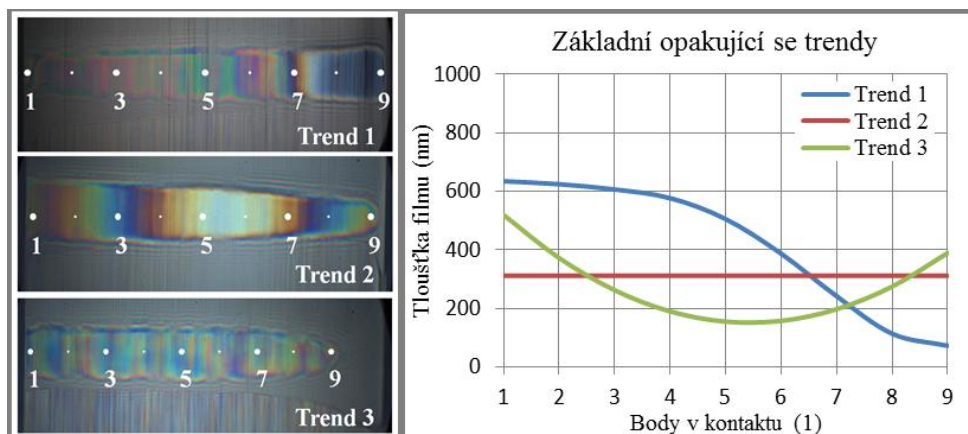 1 3 5 7 9
Trend 1
1 3 5 7 9
Trend 2
1 3 5 7 9
Trend 3
Základní opakující se trendy
Tloušťka filmu (nm)
1000
800
600
400
200
0
Trend 1
Trend 2
Trend 3
1 2 3 4 5 6 7 8 9
Body v kontaktu (1)